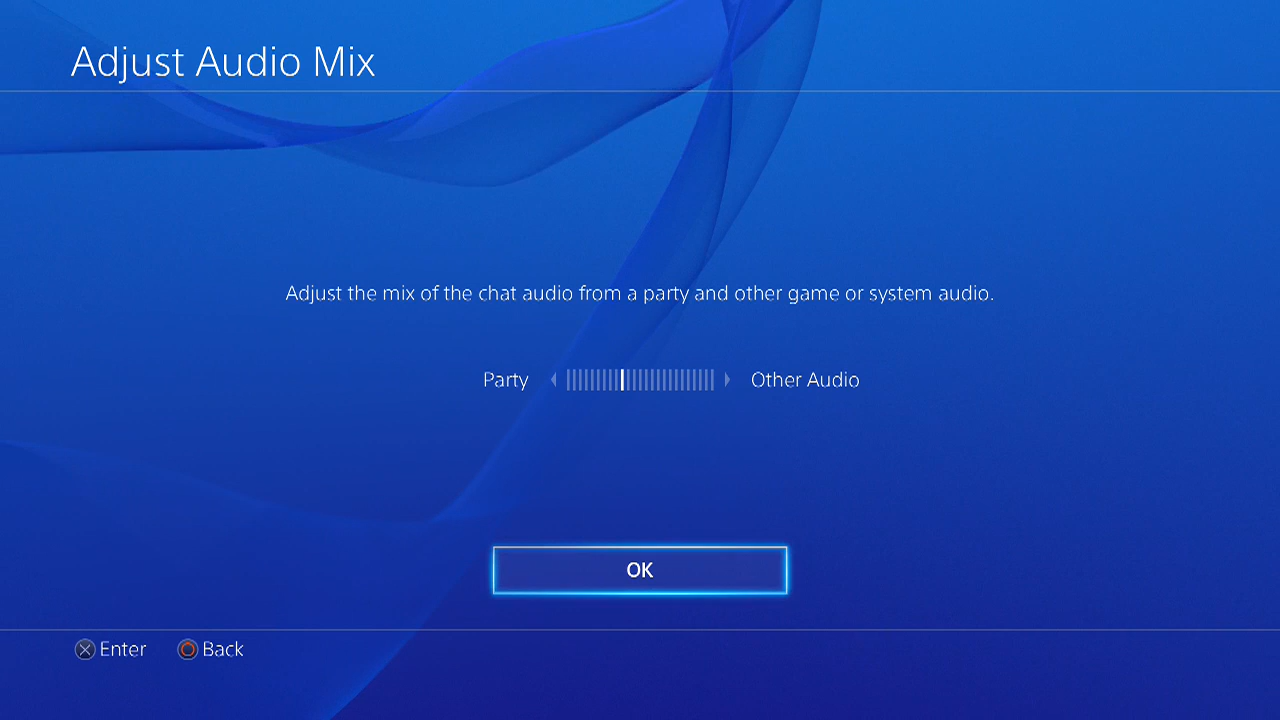 Adjust Audio Mix
Adjust the mix of the chat audio from a party and other game or system audio.
Party Other Audio
OK
Enter Back